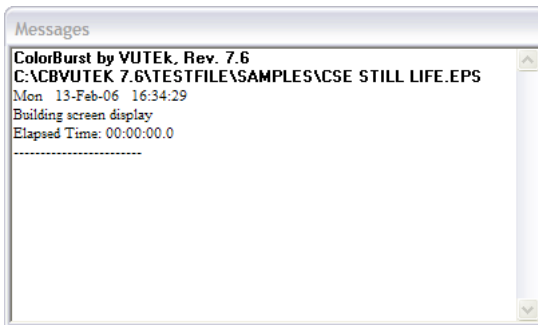 Messages
ColorBurst by VUTEk, Rev. 7.6
C:\CBVUTEK 7.6\TESTFILE\SAMPLES\CSE STILL LIFE.EPS
Mon 13-Feb-06 16:34:29
Building screen display
Elapsed Time: 00:00:00.0
------------------------